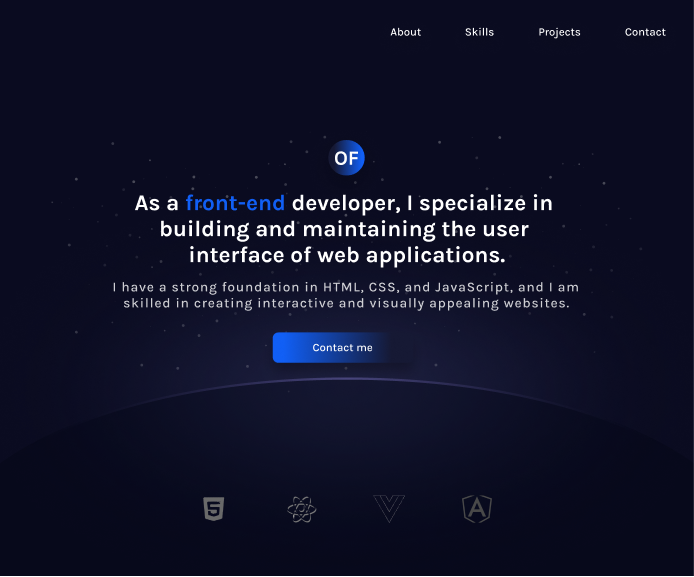 About Skills Projects Contact
OF
As a front-end developer, I specialize in
building and maintaining the user
interface of web applications.
I have a strong foundation in HTML, CSS, and JavaScript, and I am
skilled in creating interactive and visually appealing websites.
Contact me